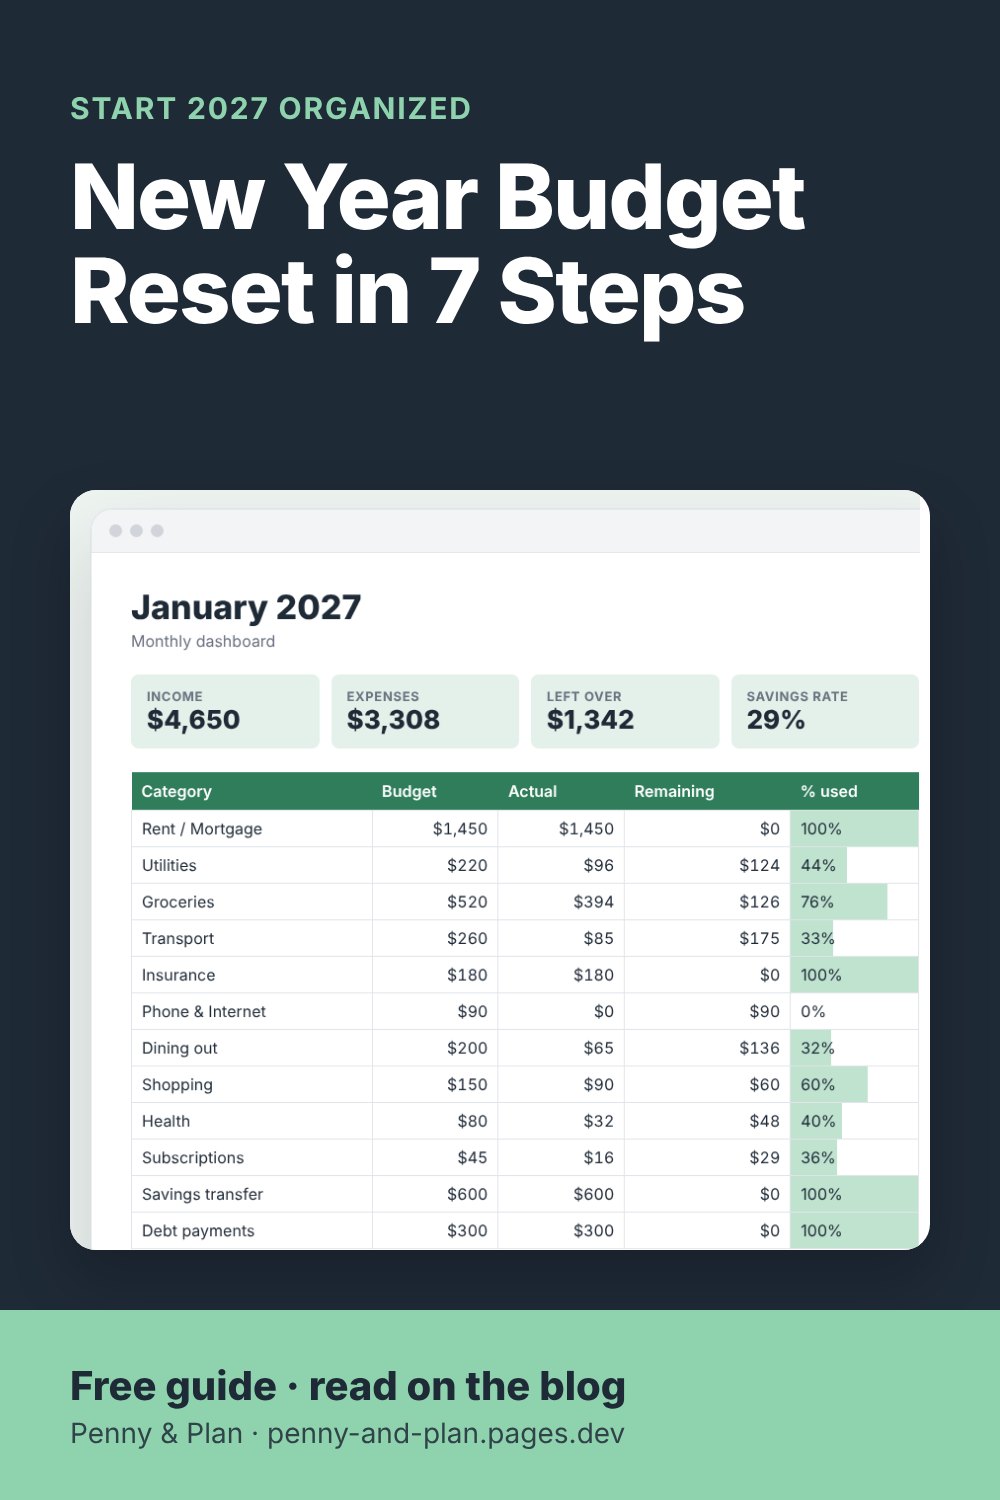 START 2027 ORGANIZED
New Year Budget
Reset in 7 Steps
January 2027
Monthly dashboard
INCOME EXPENSES LEFT OVER SAVINGS RATE
$4,650 $3,308 $1,342 29%
Category Budget Actual Remaining % used
Rent / Mortgage $1,450 $1,450 $0 100%
Utilities $220 $96 $124 44%
Groceries $520 $394 $126 76%
Transport $260 $85 $175 33%
Insurance $180 $180 $0 100%
Phone & Internet $90 $0 $90 0%
Dining out $200 $65 $136 32%
Shopping $150 $90 $60 60%
Health $80 $32 $48 40%
Subscriptions $45 $16 $29 36%
Savings transfer $600 $600 $0 100%
Debt payments $300 $300 $0 100%
Free guide · read on the blog
Penny & Plan · penny-and-plan.pages.dev